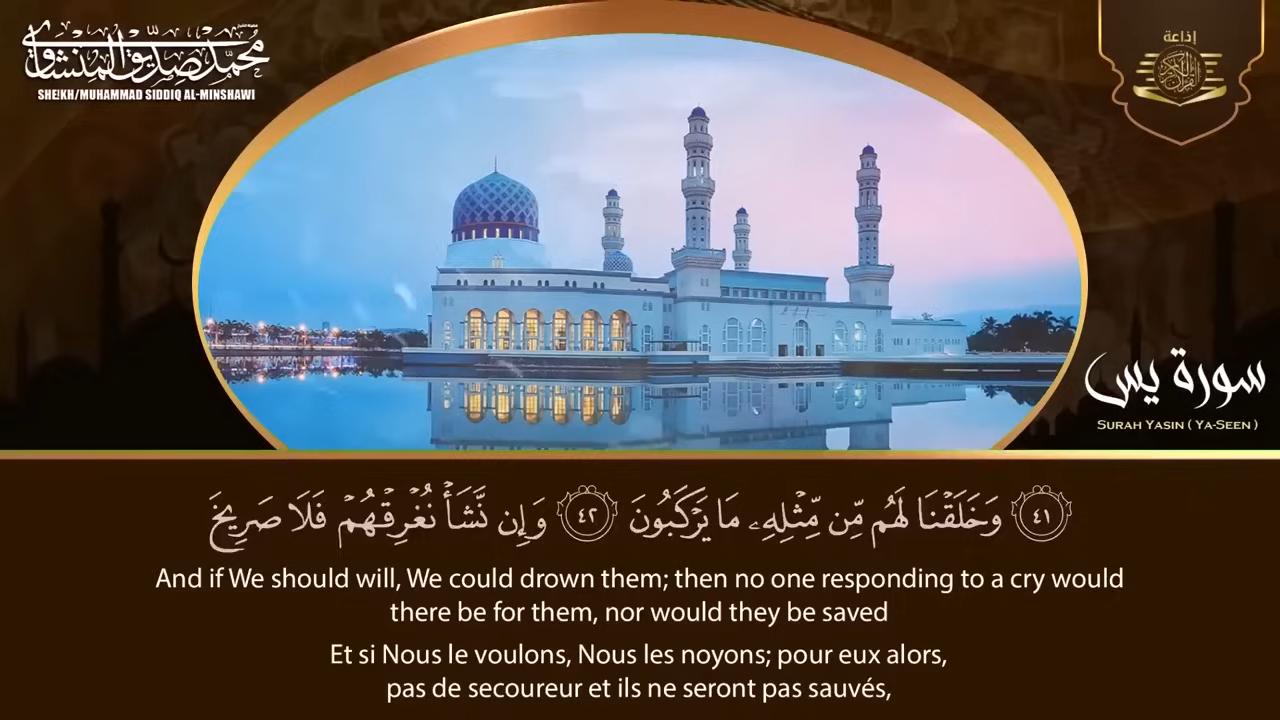 محمد صديق المنشاوي
SHEIKH/MUHAMMAD SIDDIQ AL-MINSHAWI
إذاعة
القرآن الكريم
سورة يس
SURAH YASIN ( YA-SEEN )
٤١ وَخَلَقْنَا لَهُم مِّن مِّثْلِهِۦ مَا يَرْكَبُونَ ٤٢ وَإِن نَّشَأْ نُغْرِقْهُمْ فَلَا صَرِيخَ
And if We should will, We could drown them; then no one responding to a cry would
there be for them, nor would they be saved
Et si Nous le voulons, Nous les noyons; pour eux alors,
pas de secoureur et ils ne seront pas sauvés,